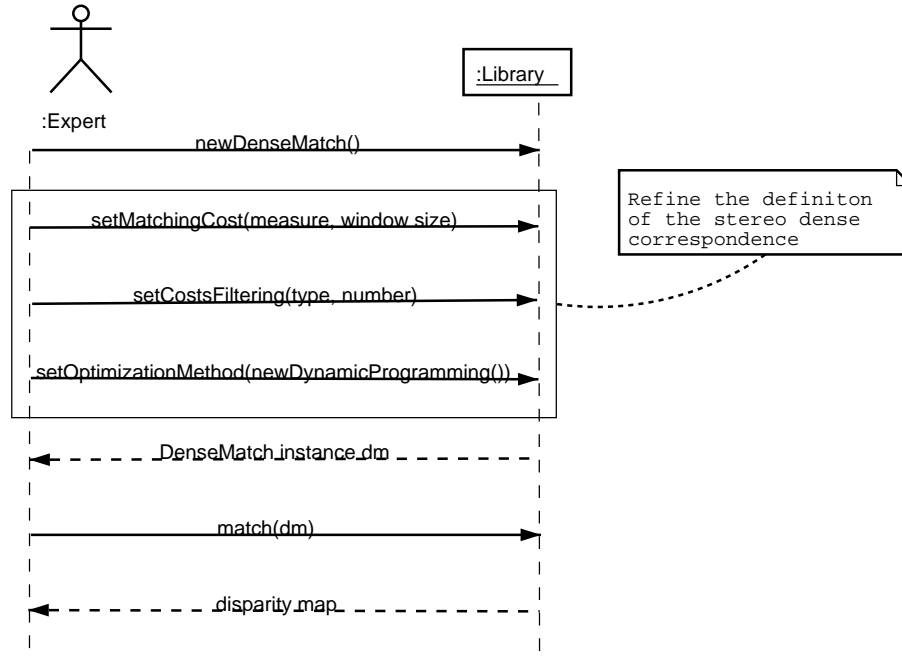 :Library
:Expert
newDenseMatch()
setMatchingCost(measure, window size)
Refine the definiton
of the stereo dense
correspondence
setCostsFiltering(type, number)
setOptimizationMethod(newDynamicProgramming())
DenseMatch instance dm
match(dm)
disparity map